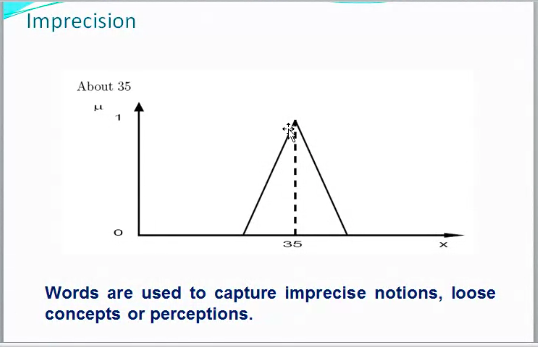 Imprecision
About 35
μ
1
0
35
x
Words are used to capture imprecise notions, loose
concepts or perceptions.